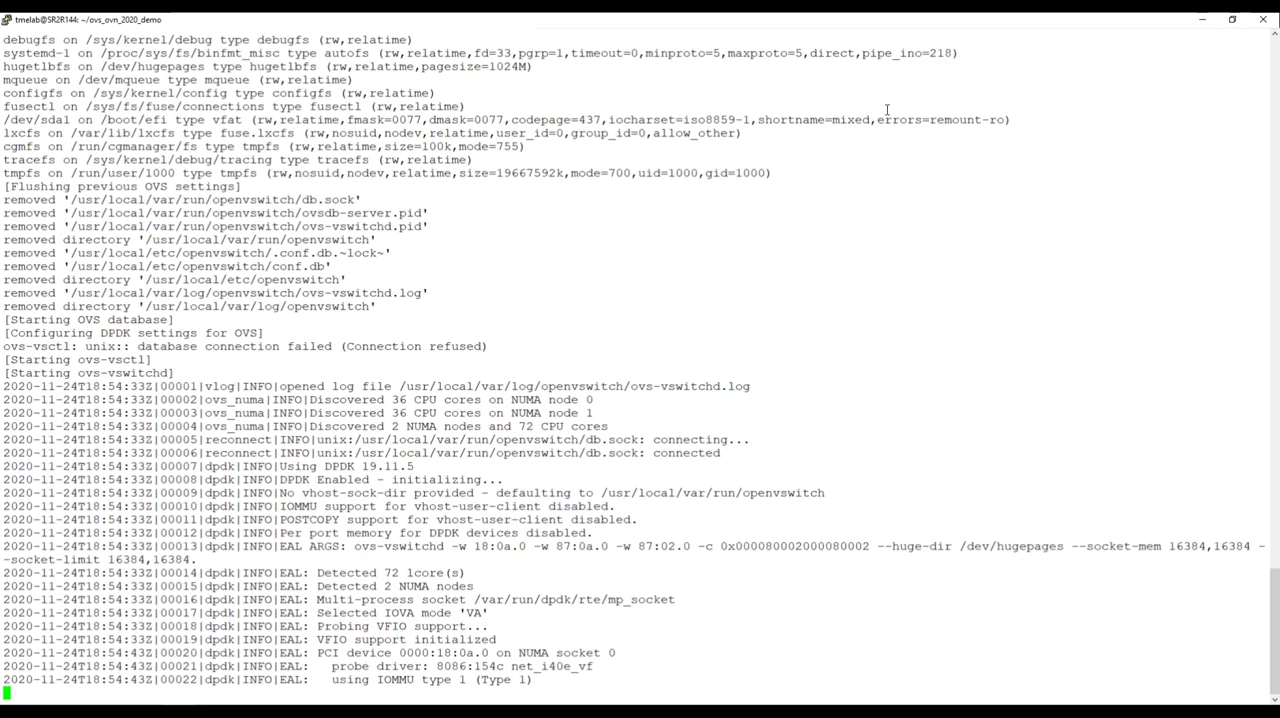 tmelab@SR2R144: ~/ovs_ovn_2020_demo
debugfs on /sys/kernel/debug type debugfs (rw,relatime)
systemd-1 on /proc/sys/fs/binfmt_misc type autofs (rw,relatime,fd=33,pgrp=1,timeout=0,minproto=5,maxproto=5,direct,pipe_ino=218)
hugetlbfs on /dev/hugepages type hugetlbfs (rw,relatime,pagesize=1024M)
mqueue on /dev/mqueue type mqueue (rw,relatime)
configfs on /sys/kernel/config type configfs (rw,relatime)
fusectl on /sys/fs/fuse/connections type fusectl (rw,relatime)
/dev/sda1 on /boot/efi type vfat (rw,relatime,fmask=0077,dmask=0077,codepage=437,iocharset=iso8859-1,shortname=mixed,errors=remount-ro)
lxcfs on /var/lib/lxcfs type fuse.lxcfs (rw,nosuid,nodev,relatime,user_id=0,group_id=0,allow_other)
cgmfs on /run/cgmanager/fs type tmpfs (rw,relatime,size=100k,mode=755)
tracefs on /sys/kernel/debug/tracing type tracefs (rw,relatime)
tmpfs on /run/user/1000 type tmpfs (rw,nosuid,nodev,relatime,size=19667592k,mode=700,uid=1000,gid=1000)
[Flushing previous OVS settings]
removed '/usr/local/var/run/openvswitch/db.sock'
removed '/usr/local/var/run/openvswitch/ovsdb-server.pid'
removed '/usr/local/var/run/openvswitch/ovs-vswitchd.pid'
removed directory '/usr/local/var/run/openvswitch'
removed '/usr/local/etc/openvswitch/.conf.db.~lock~'
removed '/usr/local/etc/openvswitch/conf.db'
removed directory '/usr/local/etc/openvswitch'
removed '/usr/local/var/log/openvswitch/ovs-vswitchd.log'
removed directory '/usr/local/var/log/openvswitch'
[Starting OVS database]
[Configuring DPDK settings for OVS]
ovs-vsctl: unix:: database connection failed (Connection refused)
[Starting ovs-vsctl]
[Starting ovs-vswitchd]
2020-11-24T18:54:33Z|00001|vlog|INFO|opened log file /usr/local/var/log/openvswitch/ovs-vswitchd.log
2020-11-24T18:54:33Z|00002|ovs_numa|INFO|Discovered 36 CPU cores on NUMA node 0
2020-11-24T18:54:33Z|00003|ovs_numa|INFO|Discovered 36 CPU cores on NUMA node 1
2020-11-24T18:54:33Z|00004|ovs_numa|INFO|Discovered 2 NUMA nodes and 72 CPU cores
2020-11-24T18:54:33Z|00005|reconnect|INFO|unix:/usr/local/var/run/openvswitch/db.sock: connecting...
2020-11-24T18:54:33Z|00006|reconnect|INFO|unix:/usr/local/var/run/openvswitch/db.sock: connected
2020-11-24T18:54:33Z|00007|dpdk|INFO|Using DPDK 19.11.5
2020-11-24T18:54:33Z|00008|dpdk|INFO|DPDK Enabled - initializing...
2020-11-24T18:54:33Z|00009|dpdk|INFO|No vhost-sock-dir provided - defaulting to /usr/local/var/run/openvswitch
2020-11-24T18:54:33Z|00010|dpdk|INFO|IOMMU support for vhost-user-client disabled.
2020-11-24T18:54:33Z|00011|dpdk|INFO|POSTCOPY support for vhost-user-client disabled.
2020-11-24T18:54:33Z|00012|dpdk|INFO|Per port memory for DPDK devices disabled.
2020-11-24T18:54:33Z|00013|dpdk|INFO|EAL ARGS: ovs-vswitchd -w 18:0a.0 -w 87:0a.0 -w 87:02.0 -c 0x000080002000080002 --huge-dir /dev/hugepages --socket-mem 16384,16384 -
-socket-limit 16384,16384.
2020-11-24T18:54:33Z|00014|dpdk|INFO|EAL: Detected 72 lcore(s)
2020-11-24T18:54:33Z|00015|dpdk|INFO|EAL: Detected 2 NUMA nodes
2020-11-24T18:54:33Z|00016|dpdk|INFO|EAL: Multi-process socket /var/run/dpdk/rte/mp_socket
2020-11-24T18:54:33Z|00017|dpdk|INFO|EAL: Selected IOVA mode 'VA'
2020-11-24T18:54:33Z|00018|dpdk|INFO|EAL: Probing VFIO support...
2020-11-24T18:54:33Z|00019|dpdk|INFO|EAL: VFIO support initialized
2020-11-24T18:54:43Z|00020|dpdk|INFO|EAL: PCI device 0000:18:0a.0 on NUMA socket 0
2020-11-24T18:54:43Z|00021|dpdk|INFO|EAL:   probe driver: 8086:154c net_i40e_vf
2020-11-24T18:54:43Z|00022|dpdk|INFO|EAL:   using IOMMU type 1 (Type 1)